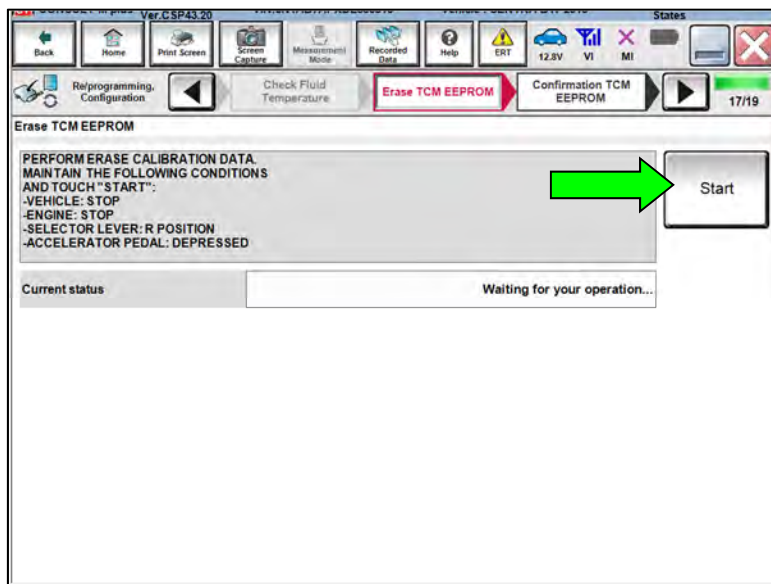 Ver.CSP43.20
States
Back
Home
Print Screen
Screen
Capture
Measurement
Mode
Recorded
Data
Help
ERT
12.8V
VI
MI
Re/programming,
Configuration
Check Fluid
Temperature
Erase TCM EEPROM
Confirmation TCM
EEPROM
17/19
Erase TCM EEPROM
PERFORM ERASE CALIBRATION DATA.
MAINTAIN THE FOLLOWING CONDITIONS
AND TOUCH "START":
-VEHICLE: STOP
-ENGINE: STOP
-SELECTOR LEVER: R POSITION
-ACCELERATOR PEDAL: DEPRESSED
Start
Current status
Waiting for your operation...